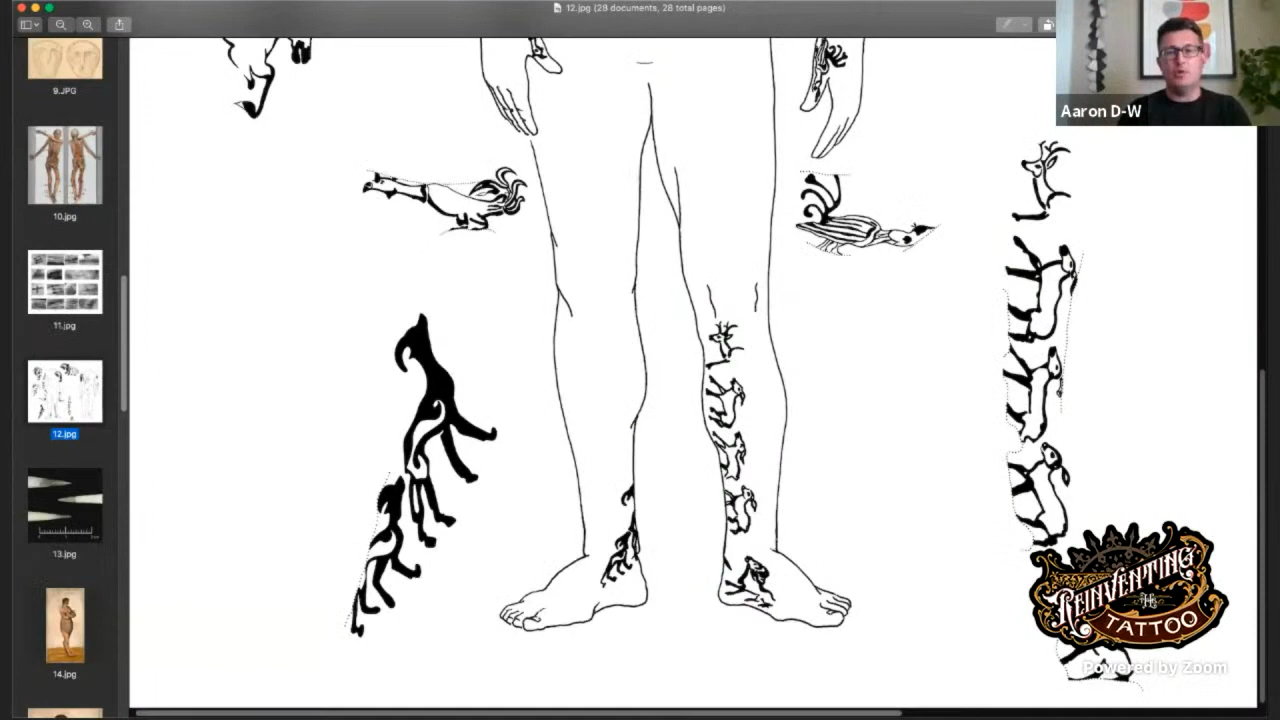 12.jpg (28 documents, 28 total pages)
9.JPG
10.jpg
11.jpg
12.jpg
13.jpg
14.jpg
Aaron D-W
REINVENTING
THE
TATTOO
Powered by Zoom